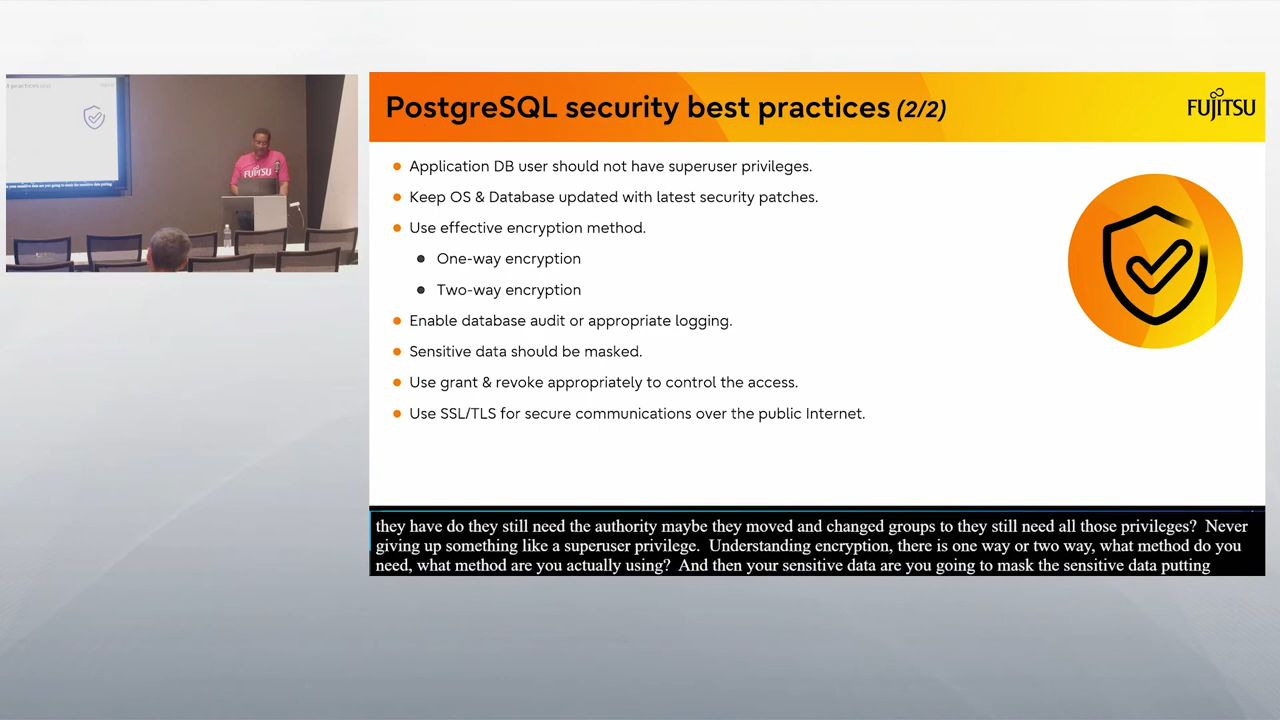 PostgreSQL security best practices (2/2)
FUJITSU
Application DB user should not have superuser privileges.
Keep OS & Database updated with latest security patches.
Use effective encryption method.
One-way encryption
Two-way encryption
Enable database audit or appropriate logging.
Sensitive data should be masked.
Use grant & revoke appropriately to control the access.
Use SSL/TLS for secure communications over the public Internet.
they have do they still need the authority maybe they moved and changed groups to they still need all those privileges? Never
giving up something like a superuser privilege. Understanding encryption, there is one way or two way, what method do you
need, what method are you actually using? And then your sensitive data are you going to mask the sensitive data putting
FUJITSU